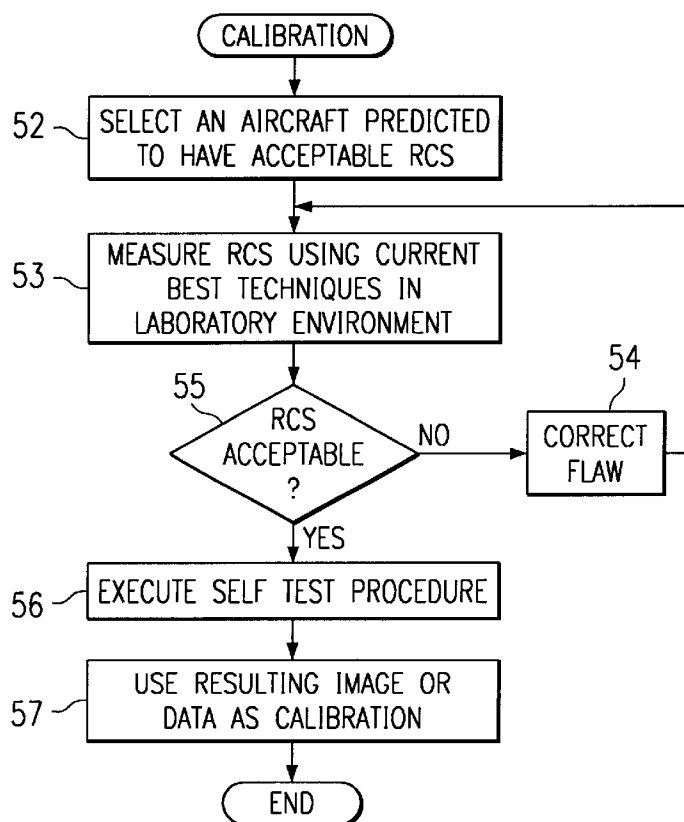 CALIBRATION
52
SELECT AN AIRCRAFT PREDICTED
TO HAVE ACCEPTABLE RCS
53
MEASURE RCS USING CURRENT
BEST TECHNIQUES IN
LABORATORY ENVIRONMENT
55
RCS
ACCEPTABLE
?
NO
54
CORRECT
FLAW
YES
56
EXECUTE SELF TEST PROCEDURE
57
USE RESULTING IMAGE OR
DATA AS CALIBRATION
END